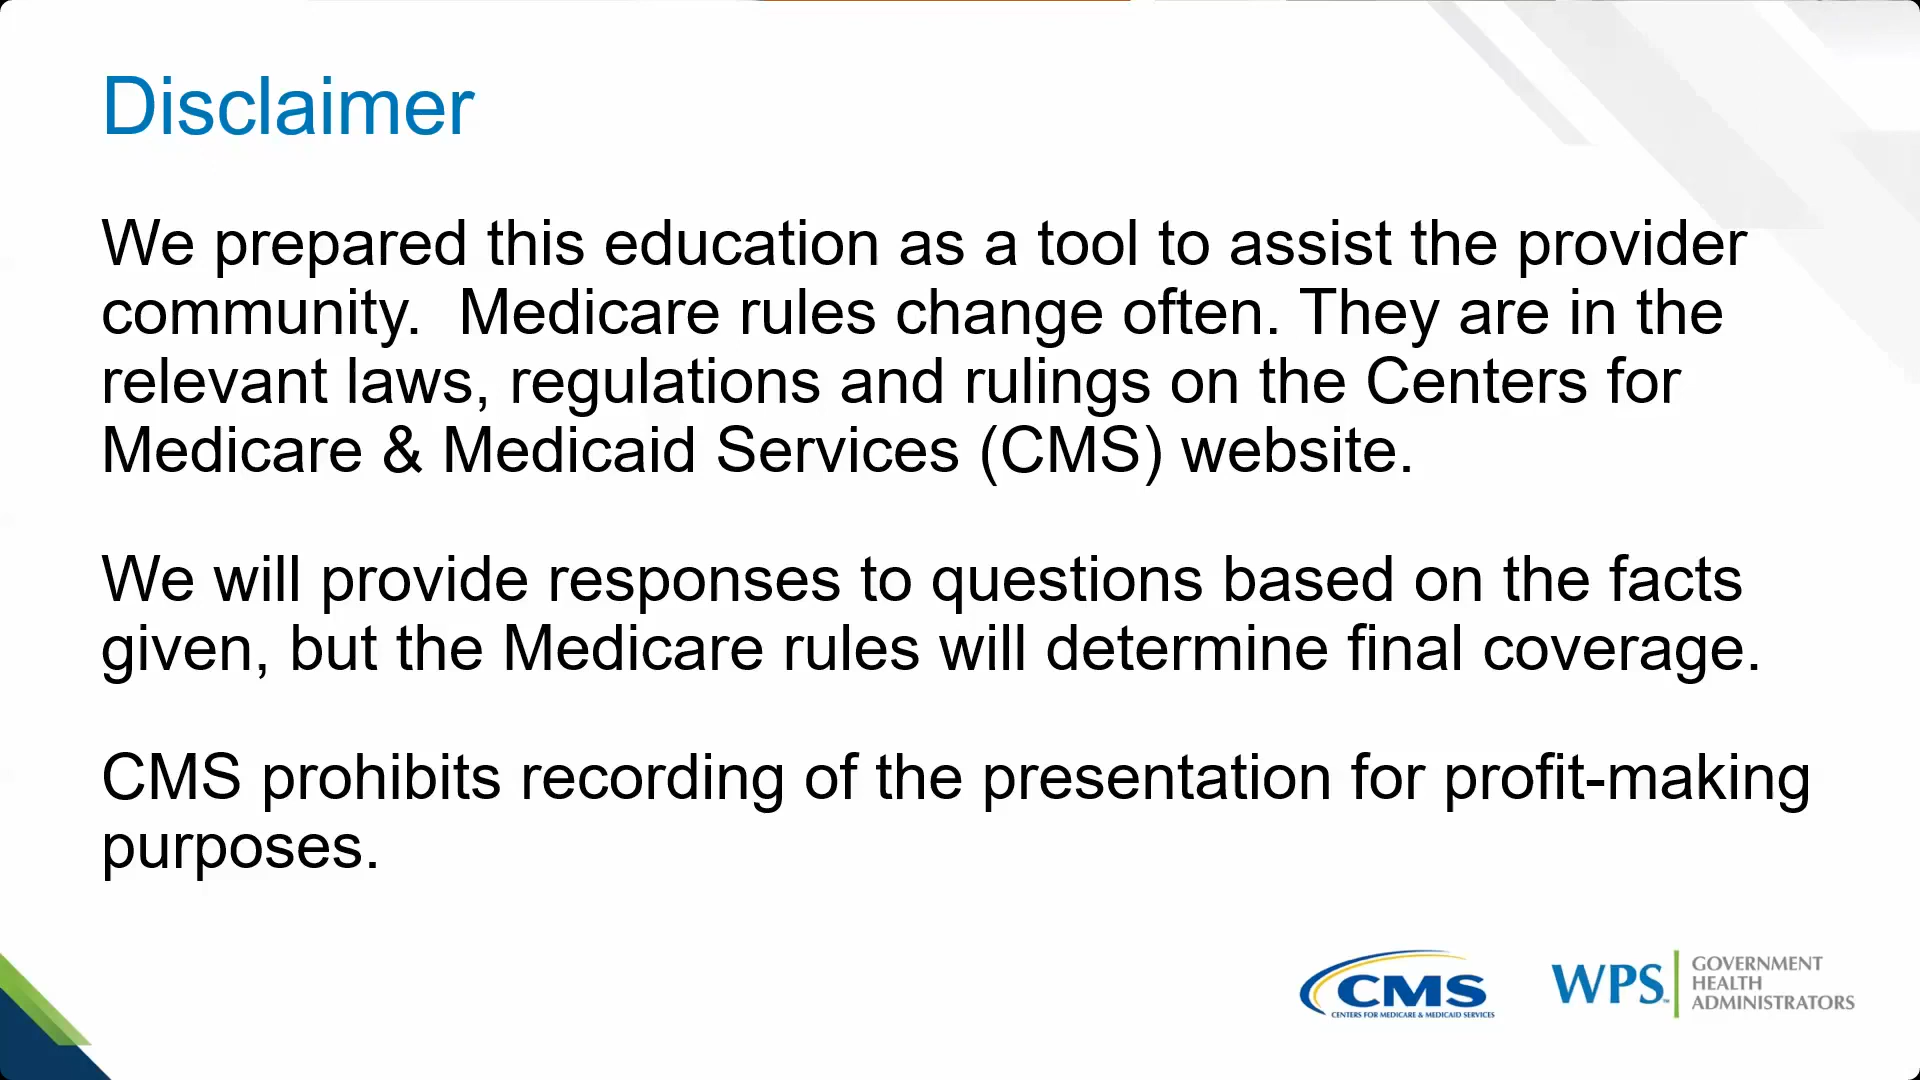 Disclaimer
We prepared this education as a tool to assist the provider
community.  Medicare rules change often. They are in the
relevant laws, regulations and rulings on the Centers for
Medicare & Medicaid Services (CMS) website.
We will provide responses to questions based on the facts
given, but the Medicare rules will determine final coverage.
CMS prohibits recording of the presentation for profit-making
purposes.
CMS
CENTERS FOR MEDICARE & MEDICAID SERVICES
WPS
GOVERNMENT
HEALTH
ADMINISTRATORS